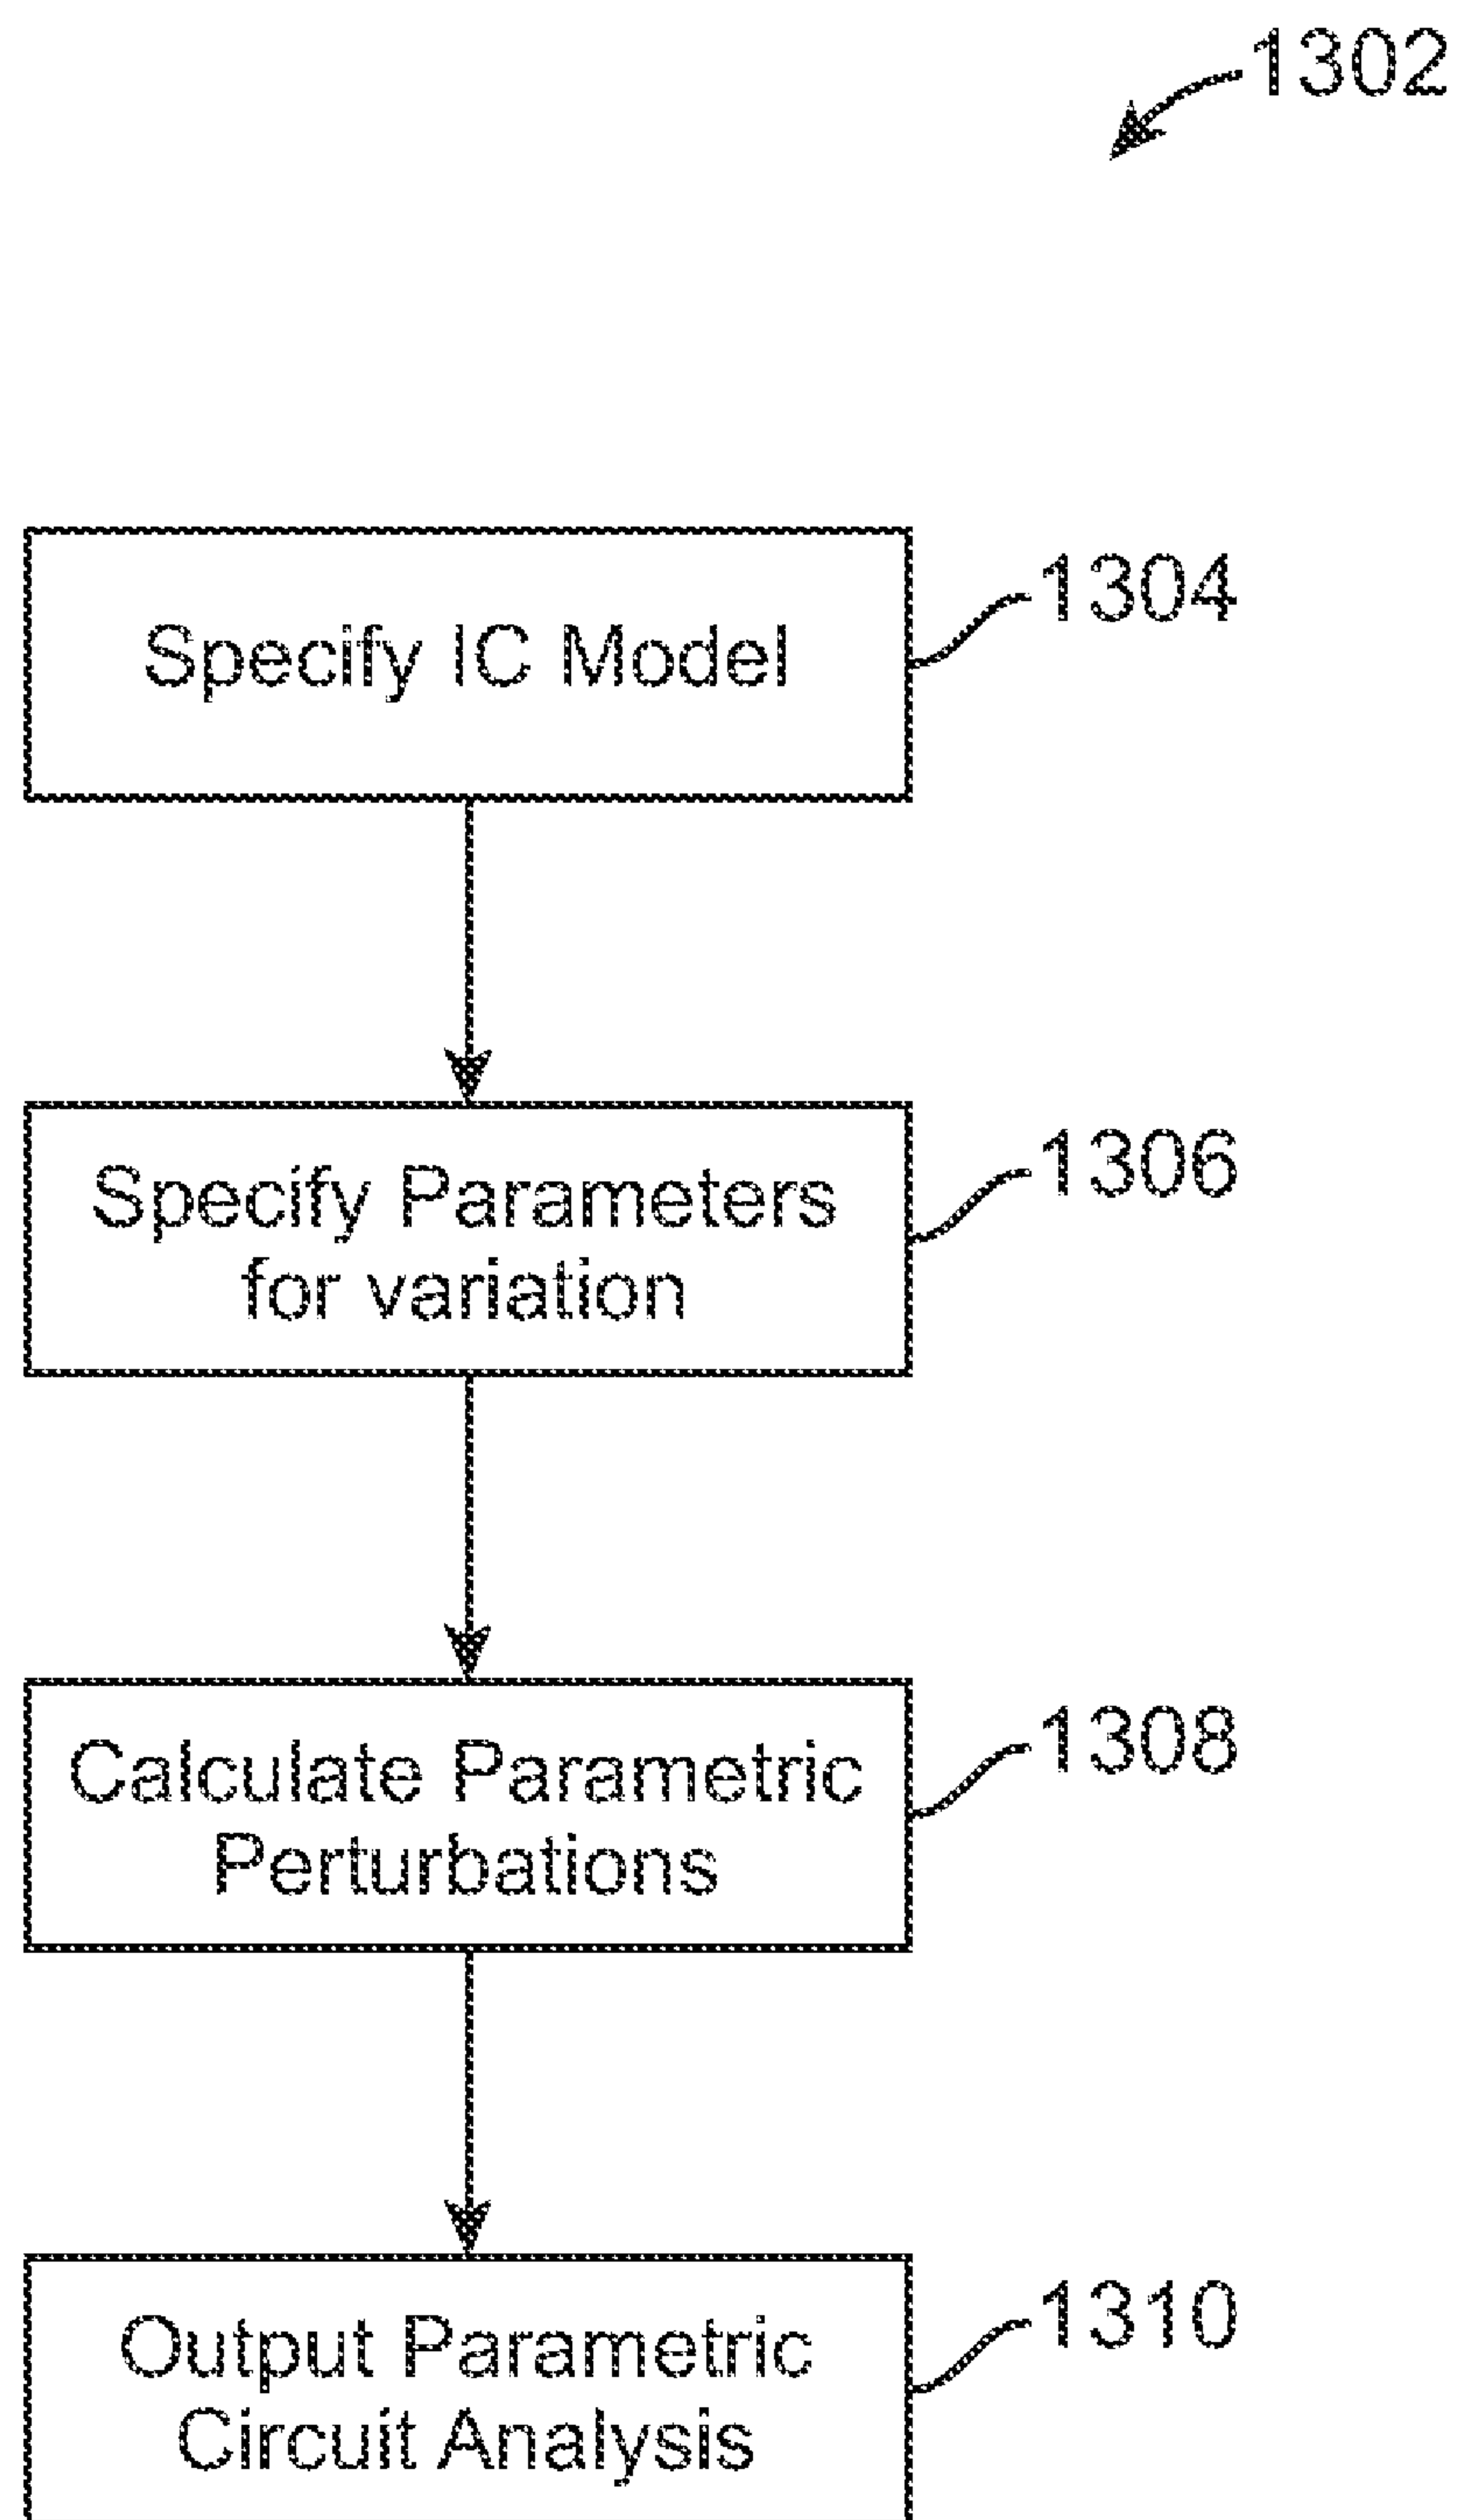 1302
Specify IC Model
1304
Specify Parameters
for variation
1306
Calculate Parametric
Perturbations
1308
Output Parametric
Circuit Analysis
1310